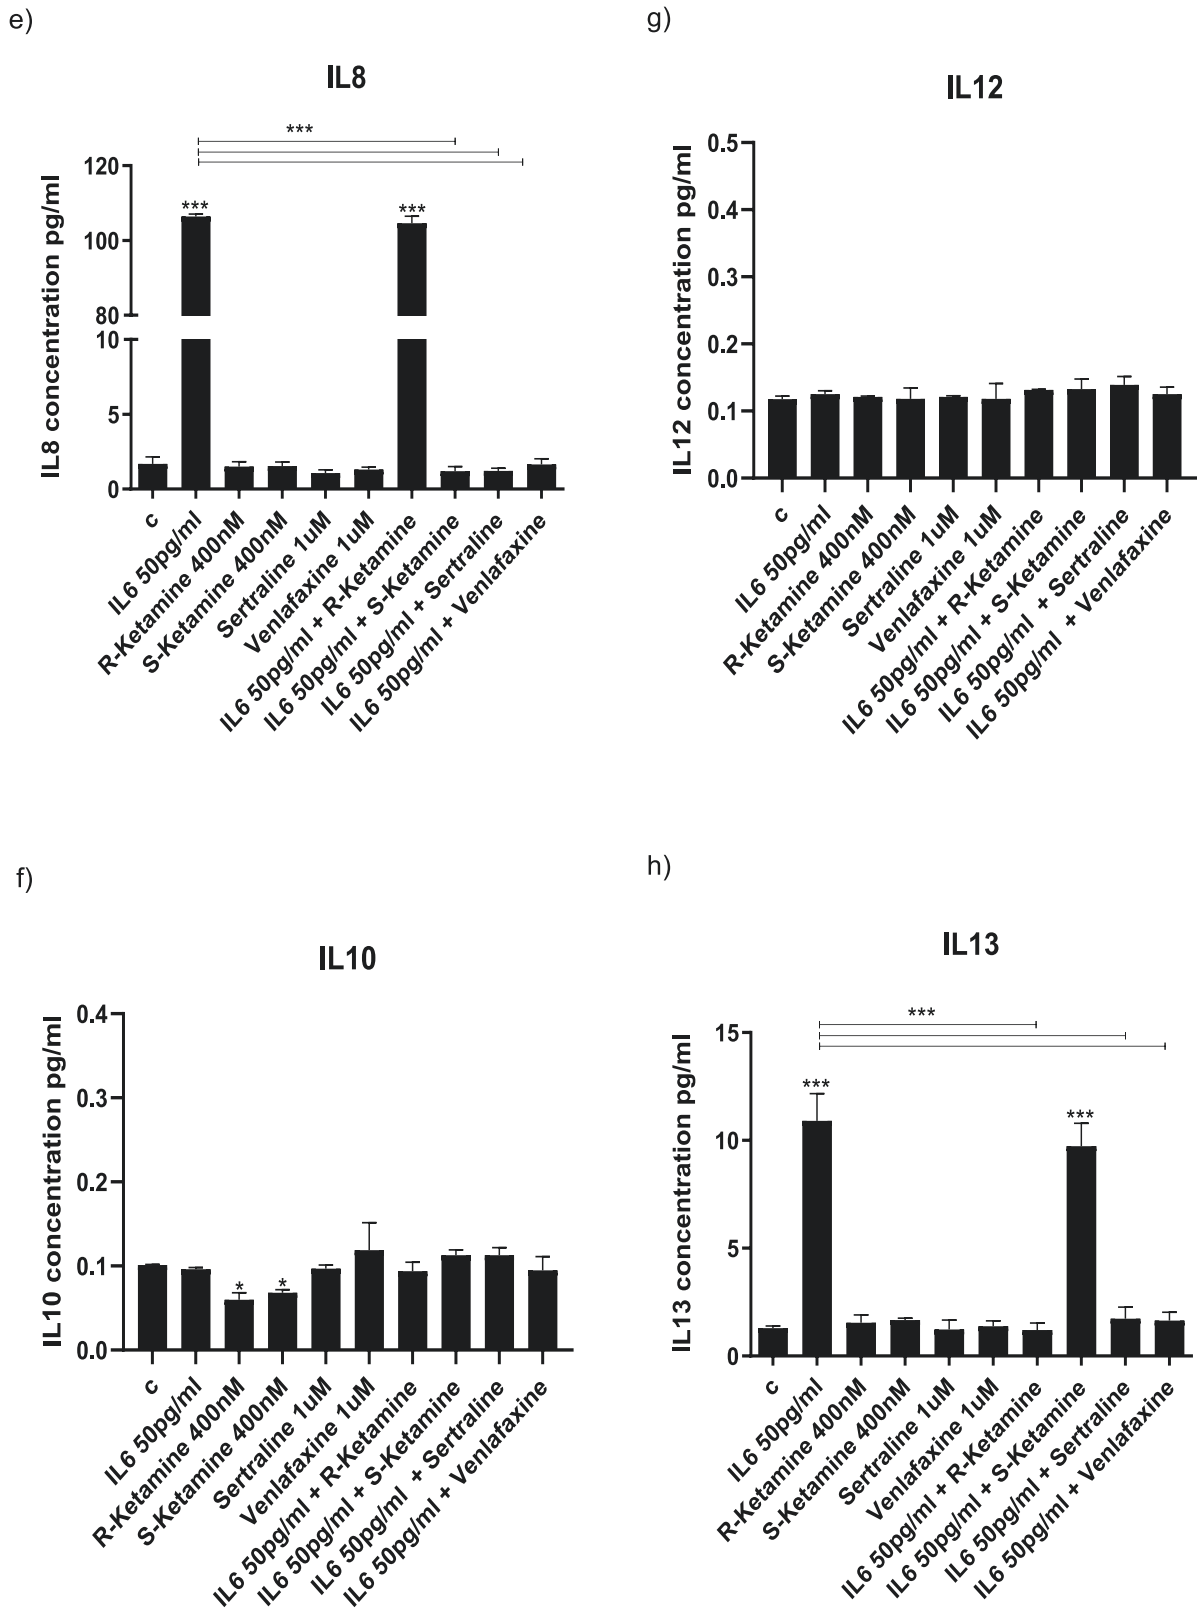 e)
IL8
***
IL8 concentration pg/ml
120
100
80
10
5
0
***
***
c
IL6 50pg/ml
R-Ketamine 400nM
S-Ketamine 400nM
Sertraline 1uM
Venlafaxine 1uM
IL6 50pg/ml + R-Ketamine
IL6 50pg/ml + S-Ketamine
IL6 50pg/ml + Sertraline
IL6 50pg/ml + Venlafaxine
g)
IL12
IL12 concentration pg/ml
0.5
0.4
0.3
0.2
0.1
0.0
c
IL6 50pg/ml
R-Ketamine 400nM
S-Ketamine 400nM
Sertraline 1uM
Venlafaxine 1uM
IL6 50pg/ml + R-Ketamine
IL6 50pg/ml + S-Ketamine
IL6 50pg/ml + Sertraline
IL6 50pg/ml + Venlafaxine
f)
IL10
IL10 concentration pg/ml
0.4
0.3
0.2
0.1
0.0
*
*
c
IL6 50pg/ml
R-Ketamine 400nM
S-Ketamine 400nM
Sertraline 1uM
Venlafaxine 1uM
IL6 50pg/ml + R-Ketamine
IL6 50pg/ml + S-Ketamine
IL6 50pg/ml + Sertraline
IL6 50pg/ml + Venlafaxine
h)
IL13
***
IL13 concentration pg/ml
15
10
5
0
***
***
c
IL6 50pg/ml
R-Ketamine 400nM
S-Ketamine 400nM
Sertraline 1uM
Venlafaxine 1uM
IL6 50pg/ml + R-Ketamine
IL6 50pg/ml + S-Ketamine
IL6 50pg/ml + Sertraline
IL6 50pg/ml + Venlafaxine